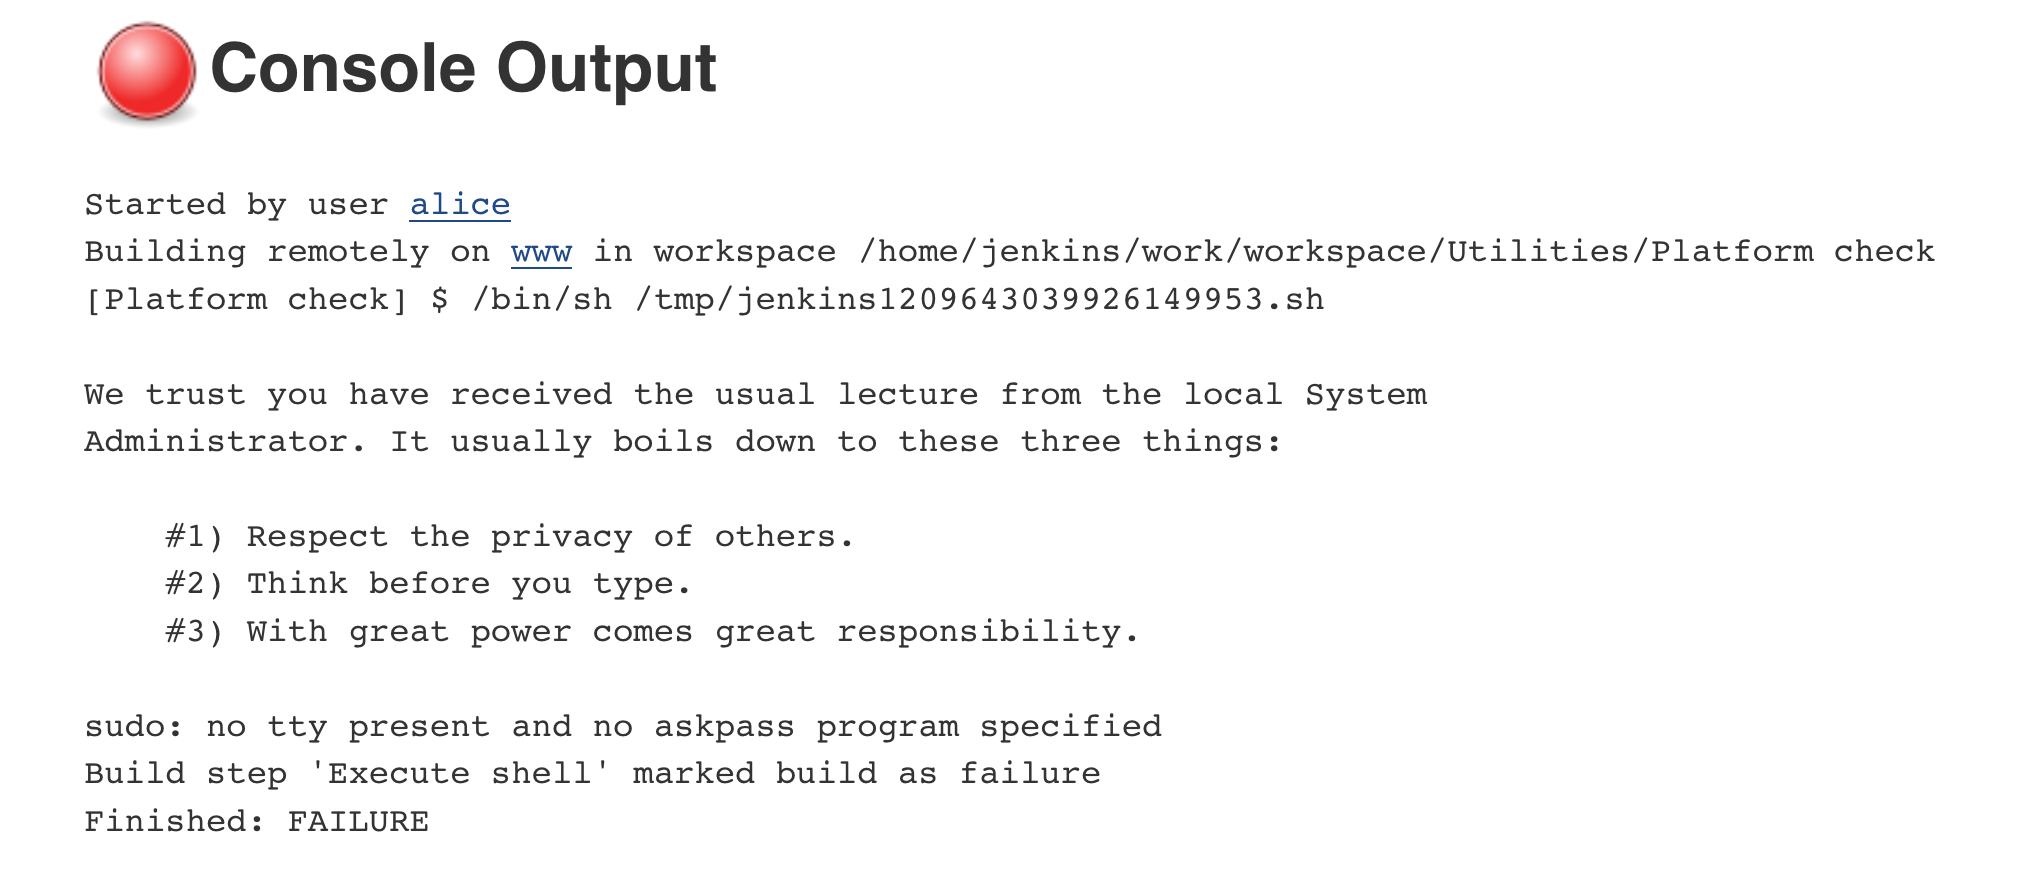 Console Output
Started by user alice
Building remotely on www in workspace /home/jenkins/work/workspace/Utilities/Platform check
[Platform check] $ /bin/sh /tmp/jenkins1209643039926149953.sh
We trust you have received the usual lecture from the local System
Administrator. It usually boils down to these three things:
#1) Respect the privacy of others.
#2) Think before you type.
#3) With great power comes great responsibility.
sudo: no tty present and no askpass program specified
Build step 'Execute shell' marked build as failure
Finished: FAILURE